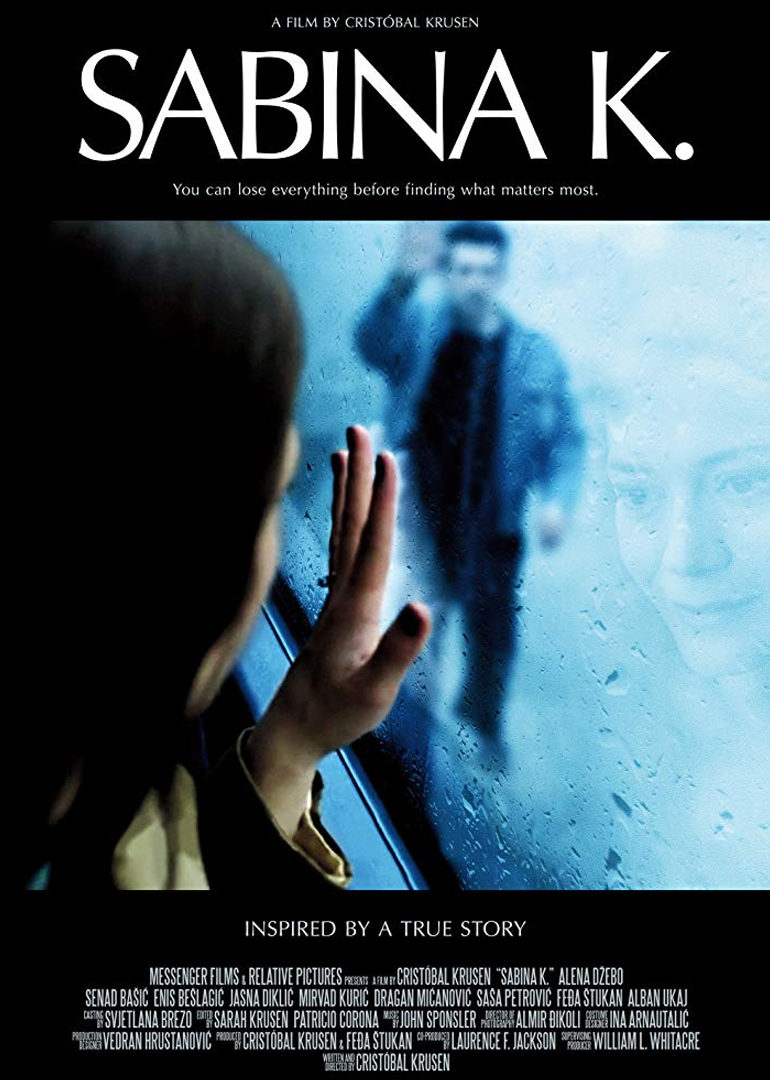 A FILM BY CRISTÓBAL KRUSEN
SABINA K.
You can lose everything before finding what matters most.
INSPIRED BY A TRUE STORY
MESSENGER FILMS & RELATIVE PICTURES PRESENTS A FILM BY CRISTÓBAL KRUSEN "SABINA K." ALENA DŽEBO
SENAD BAŠIĆ ENIS BEŠLAGIĆ JASNA DIKLIĆ MIRVAD KURIĆ DRAGAN MIĆANOVIĆ SAŠA PETROVIĆ FEĐA ŠTUKAN ALBAN UKAJ
CASTING BY SVJETLANA BREZO EDITED BY SARAH KRUSEN PATRICIO CORONA MUSIC BY JOHN SPONSLER DIRECTOR OF PHOTOGRAPHY ALMIR ĐIKOLI COSTUME DESIGNER INA ARNAUTALIĆ
PRODUCTION DESIGNER VEDRAN HRUSTANOVIĆ PRODUCED BY CRISTÓBAL KRUSEN & FEĐA ŠTUKAN CO-PRODUCED BY LAURENCE F. JACKSON SUPERVISING PRODUCER WILLIAM L. WHITACRE
WRITTEN AND DIRECTED BY CRISTÓBAL KRUSEN